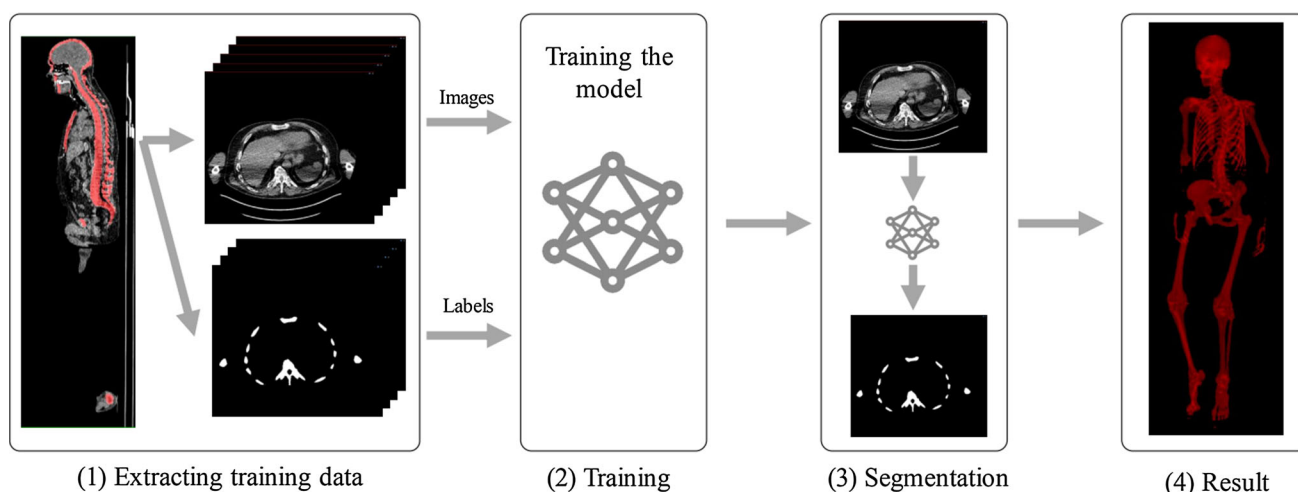 Training the
model
Images
Labels
(1) Extracting training data
(2) Training
(3) Segmentation
(4) Result